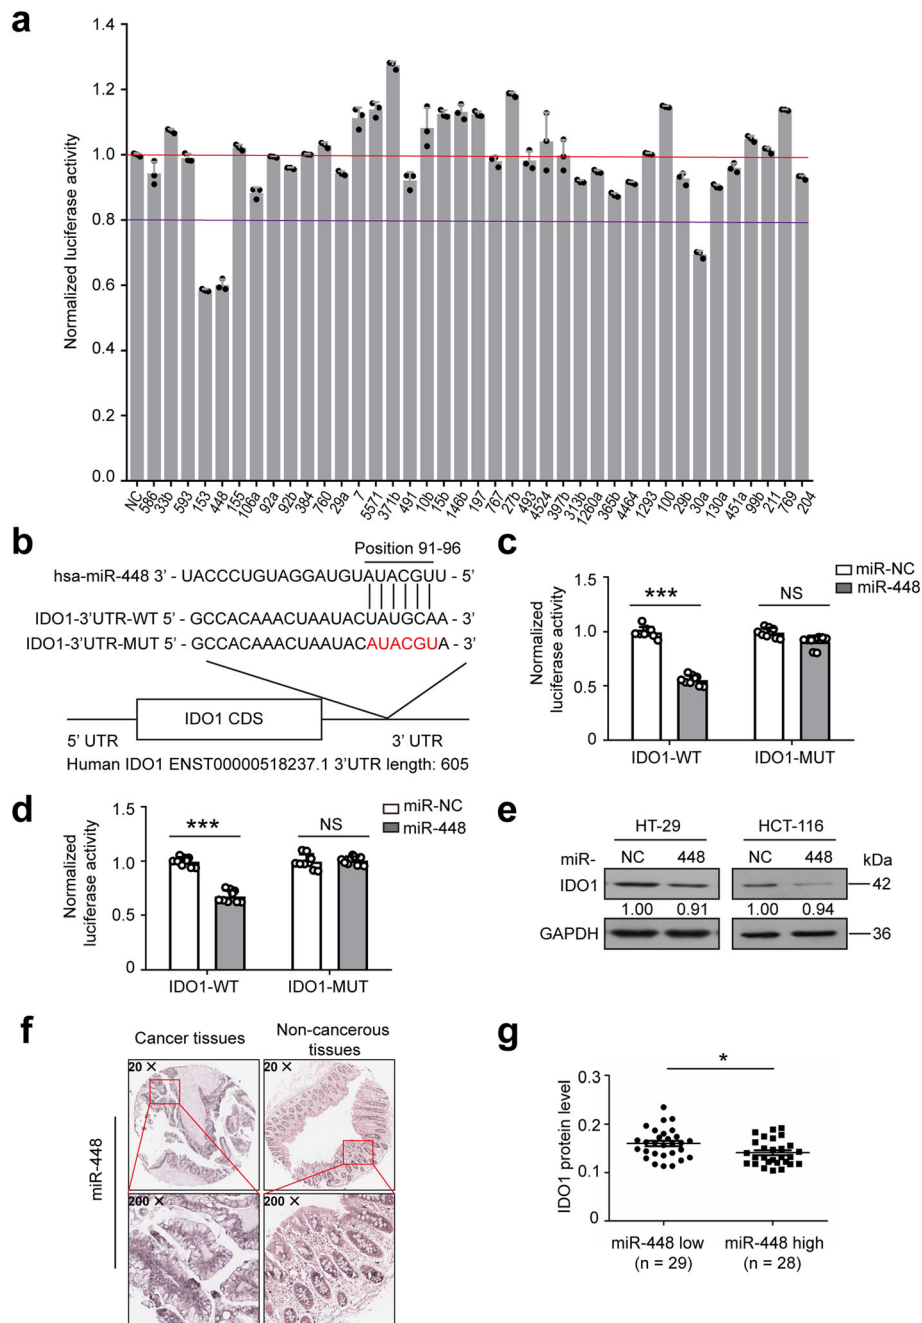 a
Normalized luciferase activity
1.4
1.2
1.0
0.8
0.6
0.4
0.2
0.0
NC 586 33b 593 153 448 155 106a 92a 92b 384 760 29a 7 5571 371b 491 10b 15b 146b 197 767 27b 493 4524 397b 313b 1260a 365b 4464 1293 100 29b 30a 130a 451a 99b 211 769 204
b
Position 91-96
hsa-miR-448 3' - UACCCUGUAGGAUGUAUACGUU - 5'
IDO1-3'UTR-WT 5' - GCCACAAACUAAUACUAUGCAA - 3'
IDO1-3'UTR-MUT 5' - GCCACAAACUAAUACAUACGUA - 3'
IDO1 CDS
5' UTR
3' UTR
Human IDO1 ENST00000518237.1 3'UTR length: 605
c
miR-NC
miR-448
Normalized
luciferase activity
1.5
1.0
0.5
0
***
NS
IDO1-WT
IDO1-MUT
d
miR-NC
miR-448
Normalized
luciferase activity
1.5
1.0
0.5
0
***
NS
IDO1-WT
IDO1-MUT
e
HT-29
HCT-116
miR-
NC
448
NC
448
kDa
IDO1
42
1.00
0.91
1.00
0.94
GAPDH
36
f
Cancer tissues
Non-cancerous
tissues
miR-448
20 ×
20 ×
200 ×
200 ×
g
*
IDO1 protein level
0.3
0.2
0.1
0
miR-448 low
(n = 29)
miR-448 high
(n = 28)